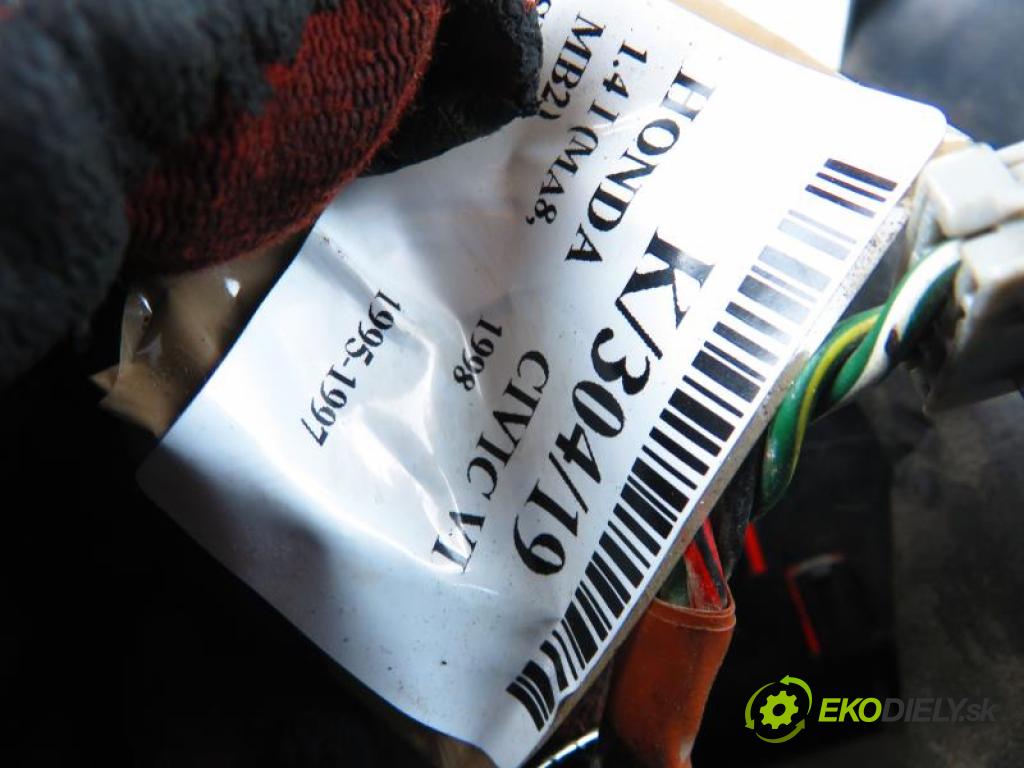 K/304/19
HONDA CIVIC VI
1.4 I (MA8, 1998
MB2) 1995-1997
EKODIELY.sk